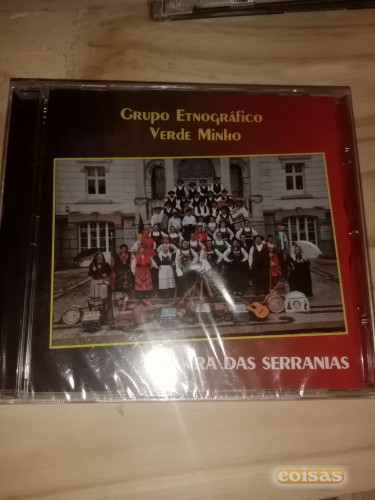 Grupo Etnográfico
Verde Minho
DAS SERRANIAS
coisas